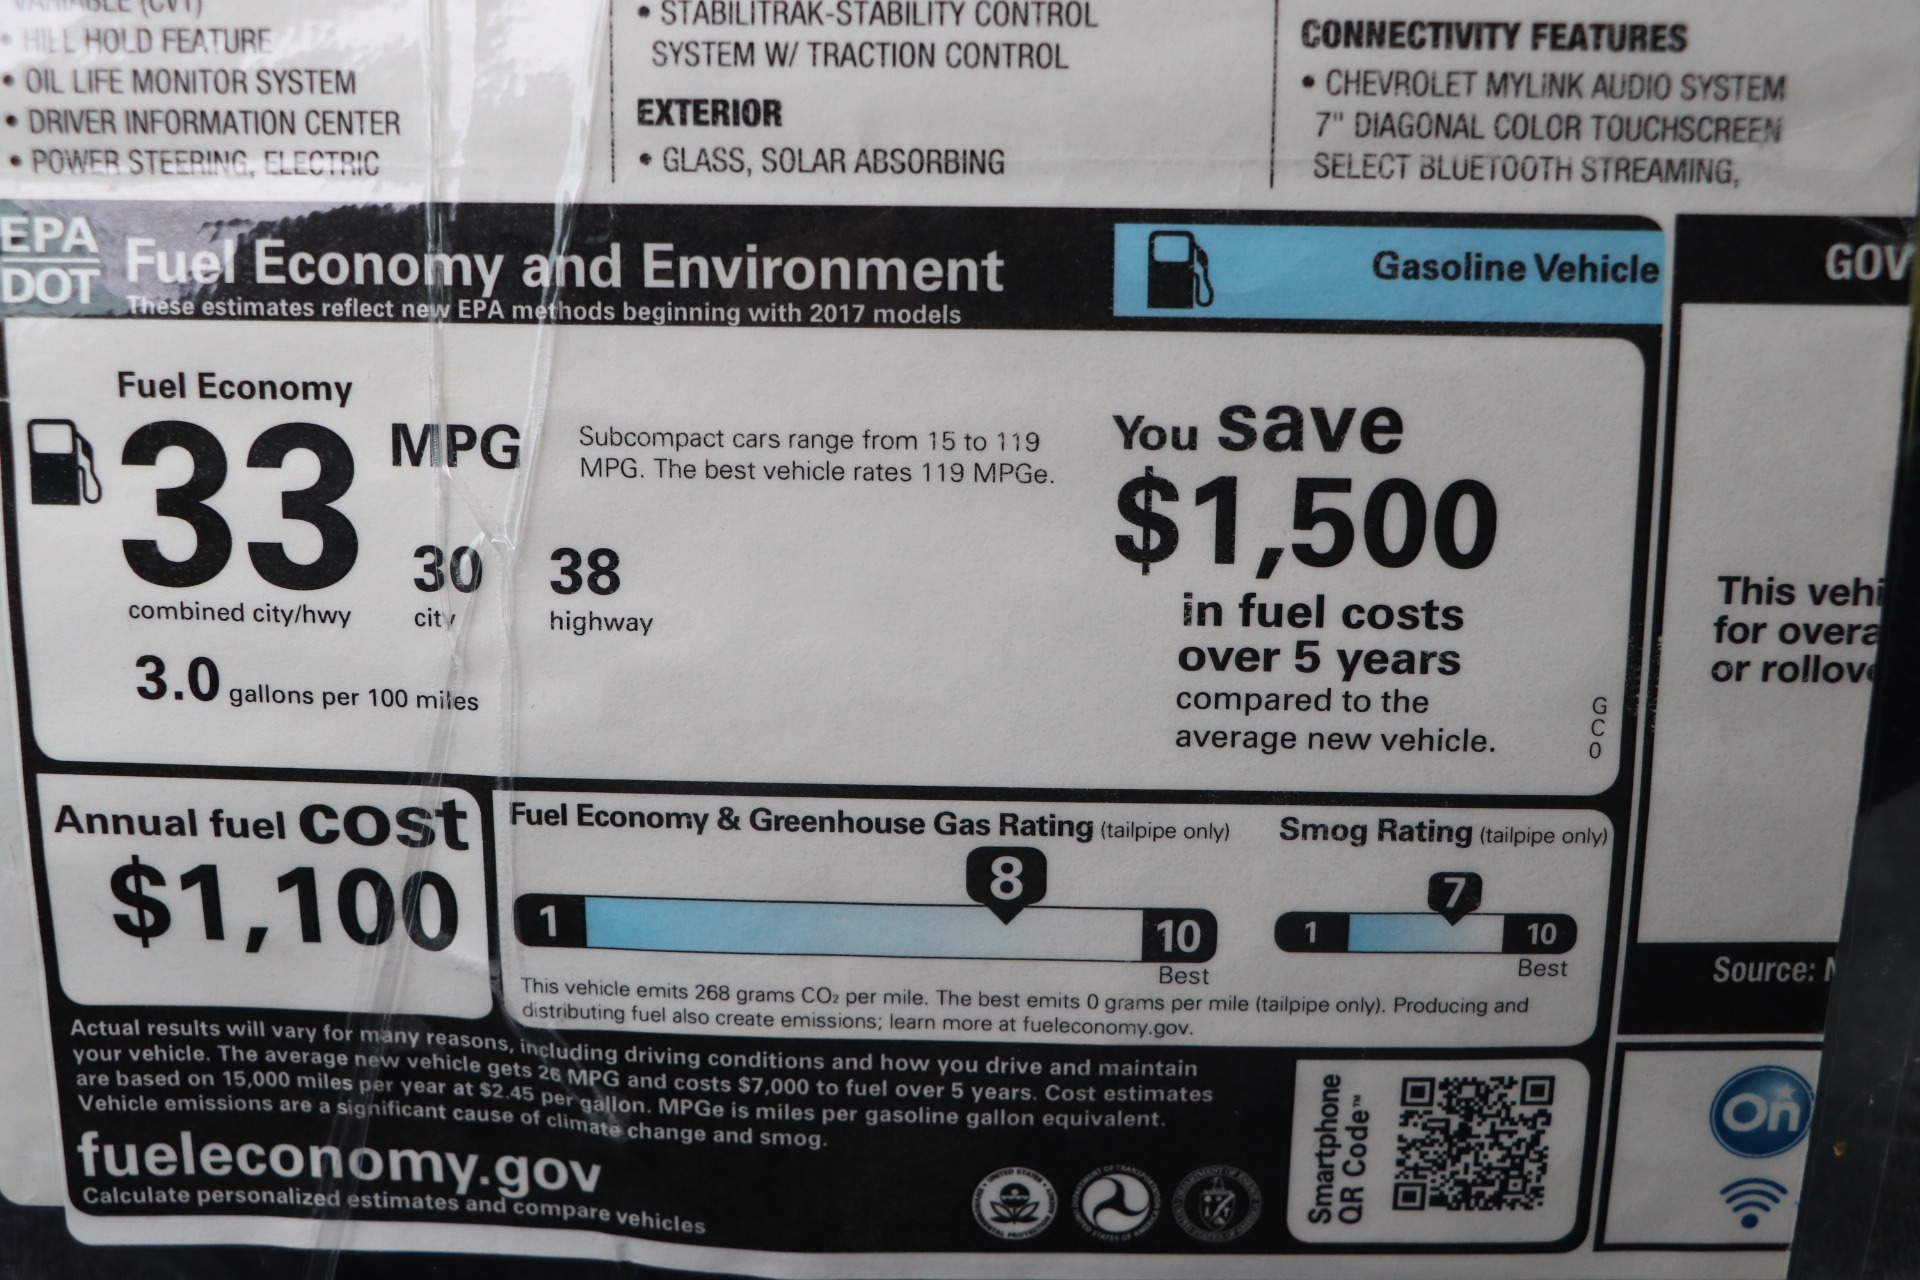 VARIABLE (CVT)
• HILL HOLD FEATURE
• OIL LIFE MONITOR SYSTEM
• DRIVER INFORMATION CENTER
• POWER STEERING, ELECTRIC
• STABILITRAK-STABILITY CONTROL
SYSTEM W/ TRACTION CONTROL
EXTERIOR
• GLASS, SOLAR ABSORBING
CONNECTIVITY FEATURES
• CHEVROLET MYLINK AUDIO SYSTEM
7" DIAGONAL COLOR TOUCHSCREEN
SELECT BLUETOOTH STREAMING,
EPA
DOT
Fuel Economy and Environment
These estimates reflect new EPA methods beginning with 2017 models
Gasoline Vehicle
Fuel Economy
33 MPG
combined city/hwy
30
city
38
highway
3.0 gallons per 100 miles
Subcompact cars range from 15 to 119
MPG. The best vehicle rates 119 MPGe.
You save
$1,500
in fuel costs
over 5 years
compared to the
average new vehicle.
G
C
O
Annual fuel cost
$1,100
Fuel Economy & Greenhouse Gas Rating (tailpipe only)
8
1
10
Best
Smog Rating (tailpipe only)
7
1
10
Best
This vehicle emits 268 grams CO₂ per mile. The best emits 0 grams per mile (tailpipe only). Producing and
distributing fuel also create emissions; learn more at fueleconomy.gov.
Actual results will vary for many reasons, including driving conditions and how you drive and maintain
your vehicle. The average new vehicle gets 26 MPG and costs $7,000 to fuel over 5 years. Cost estimates
are based on 15,000 miles per year at $2.45 per gallon. MPGe is miles per gasoline gallon equivalent.
Vehicle emissions are a significant cause of climate change and smog.
fueleconomy.gov
Calculate personalized estimates and compare vehicles
Smartphone
QR Code™
GOV
This vehi
for overa
or rollov
Source: N
On